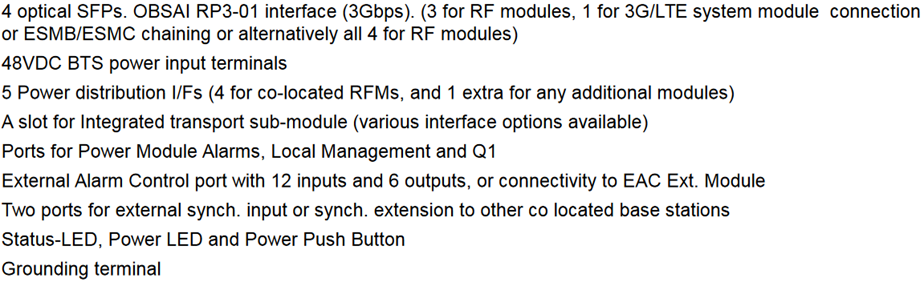 4 optical SFPs. OBSAI RP3-01 interface (3Gbps). (3 for RF modules, 1 for 3G/LTE system module connection
or ESMB/ESMC chaining or alternatively all 4 for RF modules)
48VDC BTS power input terminals
5 Power distribution I/Fs (4 for co-located RFMs, and 1 extra for any additional modules)
A slot for Integrated transport sub-module (various interface options available)
Ports for Power Module Alarms, Local Management and Q1
External Alarm Control port with 12 inputs and 6 outputs, or connectivity to EAC Ext. Module
Two ports for external synch. input or synch. extension to other co located base stations
Status-LED, Power LED and Power Push Button
Grounding terminal